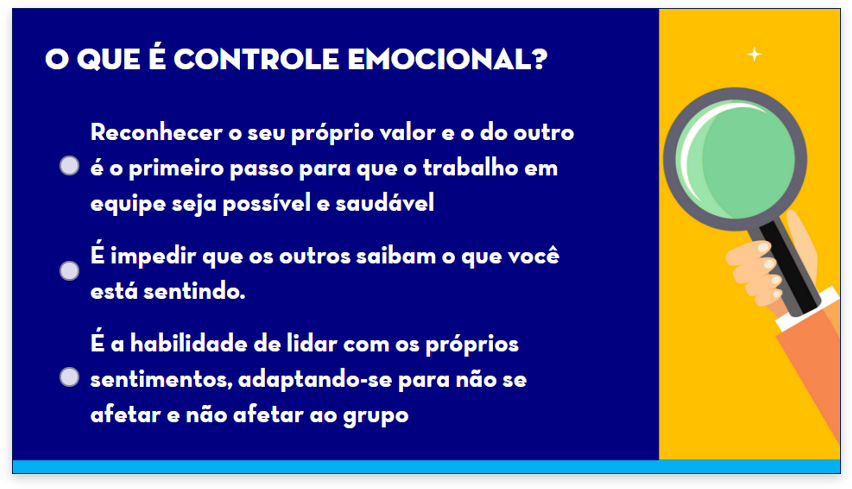 O QUE É CONTROLE EMOCIONAL?
Reconhecer o seu próprio valor e o do outro
é o primeiro passo para que o trabalho em
equipe seja possível e saudável
É impedir que os outros saibam o que você
está sentindo.
É a habilidade de lidar com os próprios
sentimentos, adaptando-se para não se
afetar e não afetar ao grupo